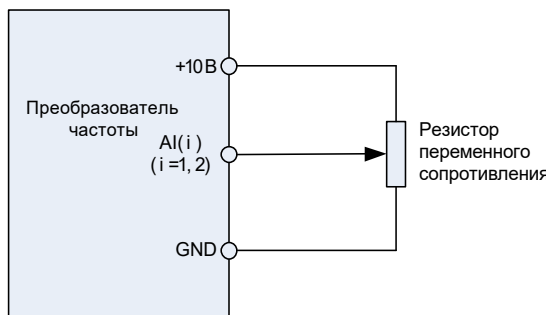 +10В
Преобразователь
частоты
AI(i)
(i=1,2)
GND
Резистор
переменного
сопротивления